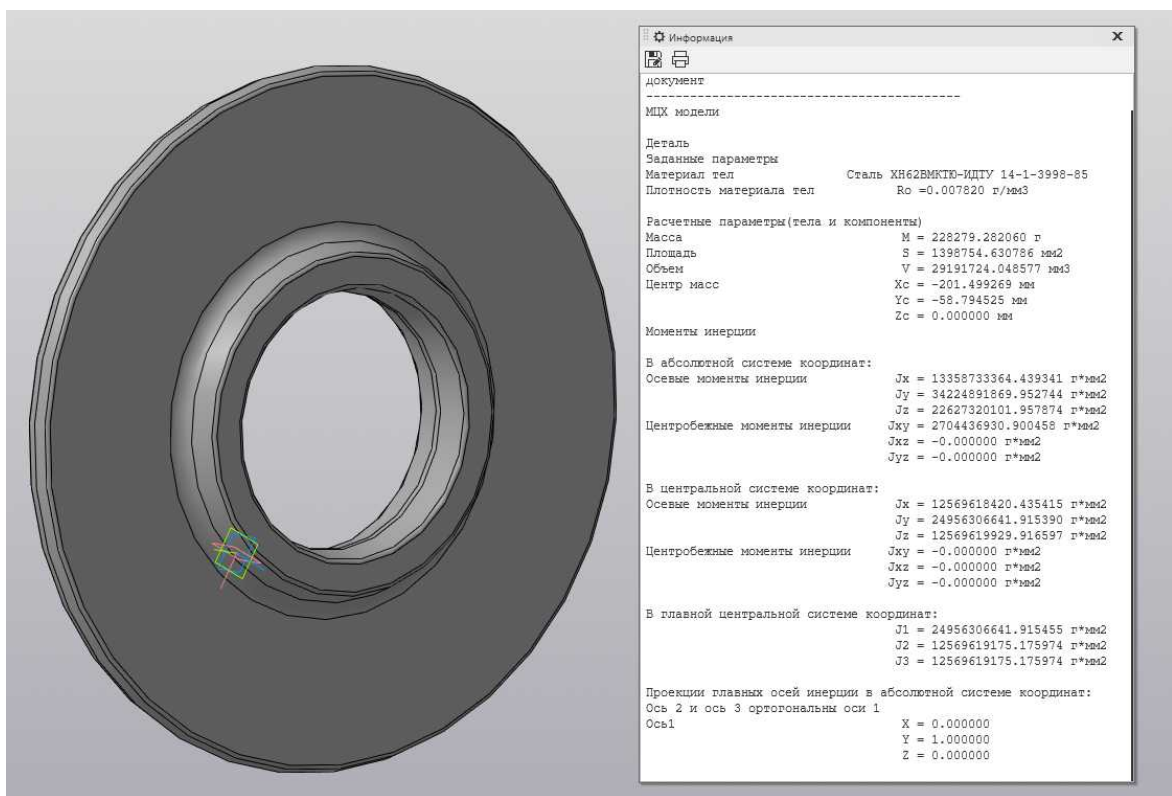 Информация
документ
------------------------------------------
МЦХ модели
Деталь
Заданные параметры
Материал тел Сталь ХН62ВМКТЮ-ИДТУ 14-1-3998-85
Плотность материала тел Ro =0.007820 г/мм3
Расчетные параметры(тела и компоненты)
Масса M = 228279.282060 г
Площадь S = 1398754.630786 мм2
Объем V = 29191724.048577 мм3
Центр масс Xc = -201.499269 мм
Yc = -58.794525 мм
Zc = 0.000000 мм
Моменты инерции
В абсолютной системе координат:
Осевые моменты инерции Jx = 13358733364.439341 г*мм2
Jy = 34224891869.952744 г*мм2
Jz = 22627320101.957874 г*мм2
Центробежные моменты инерции Jxy = 2704436930.900458 г*мм2
Jxz = -0.000000 г*мм2
Jyz = -0.000000 г*мм2
В центральной системе координат:
Осевые моменты инерции Jx = 12569618420.435415 г*мм2
Jy = 24956306641.915390 г*мм2
Jz = 12569619929.916597 г*мм2
Центробежные моменты инерции Jxy = -0.000000 г*мм2
Jxz = -0.000000 г*мм2
Jyz = -0.000000 г*мм2
В главной центральной системе координат:
J1 = 24956306641.915455 г*мм2
J2 = 12569619175.175974 г*мм2
J3 = 12569619175.175974 г*мм2
Проекции главных осей инерции в абсолютной системе координат:
Ось 2 и ось 3 ортогональны оси 1
Ось1 X = 0.000000
Y = 1.000000
Z = 0.000000